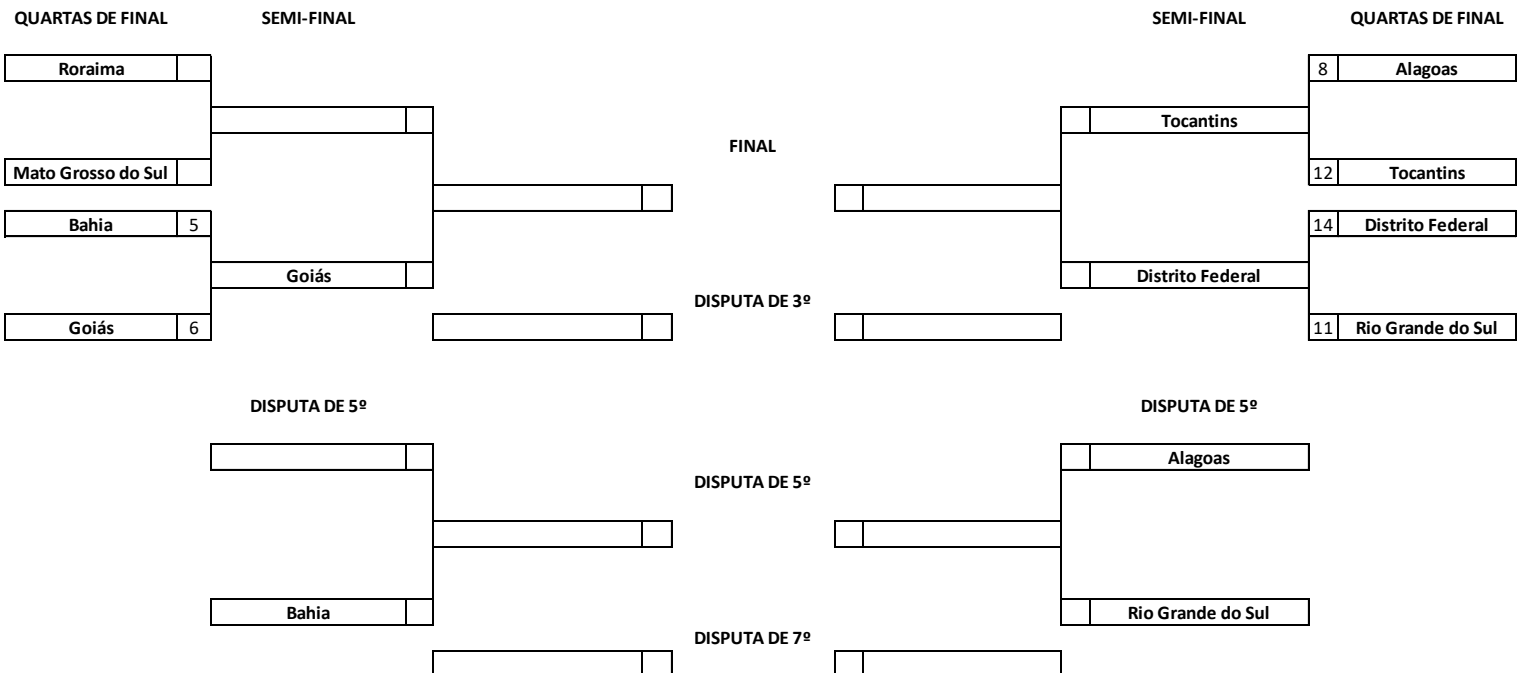 QUARTAS DE FINAL SEMI-FINAL SEMI-FINAL QUARTAS DE FINAL
Roraima 8 Alagoas
Tocantins
FINAL
Mato Grosso do Sul 12 Tocantins
Bahia 5 14 Distrito Federal
Goiás Distrito Federal
DISPUTA DE 3º
Goiás 6 11 Rio Grande do Sul
DISPUTA DE 5º DISPUTA DE 5º
Alagoas
DISPUTA DE 5º
Bahia Rio Grande do Sul
DISPUTA DE 7º